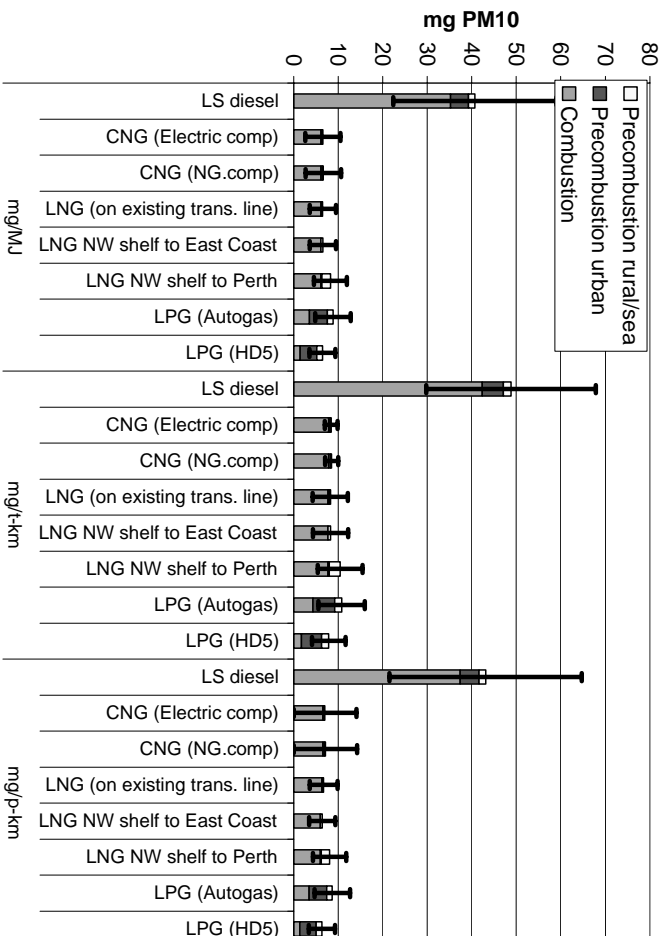 mg PM10
0
10
20
30
40
50
60
70
80
Precombustion rural/sea
Precombustion urban
Combustion
LS diesel
CNG (Electric comp)
CNG (NG.comp)
LNG (on existing trans. line)
LNG NW shelf to East Coast
LNG NW shelf to Perth
LPG (Autogas)
LPG (HD5)
mg/MJ
LS diesel
CNG (Electric comp)
CNG (NG.comp)
LNG (on existing trans. line)
LNG NW shelf to East Coast
LNG NW shelf to Perth
LPG (Autogas)
LPG (HD5)
mg/t-km
LS diesel
CNG (Electric comp)
CNG (NG.comp)
LNG (on existing trans. line)
LNG NW shelf to East Coast
LNG NW shelf to Perth
LPG (Autogas)
LPG (HD5)
mg/p-km